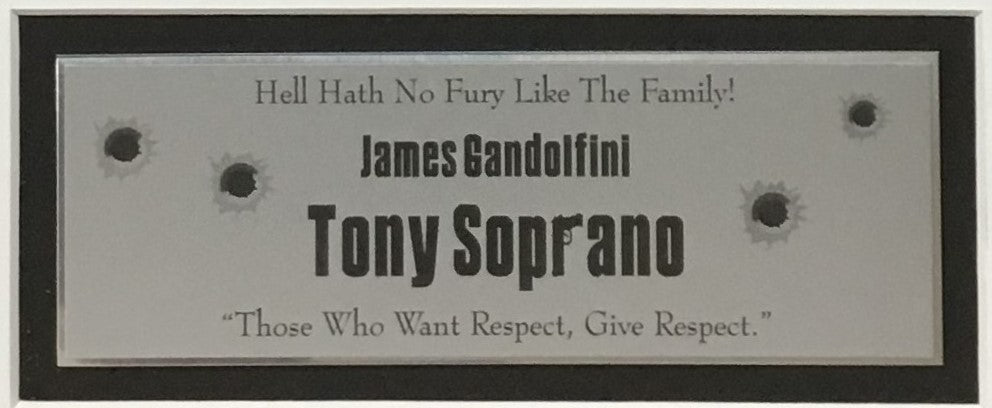 Hell Hath No Fury Like The Family!
James Gandolfini
Tony Soprano
“Those Who Want Respect, Give Respect.”